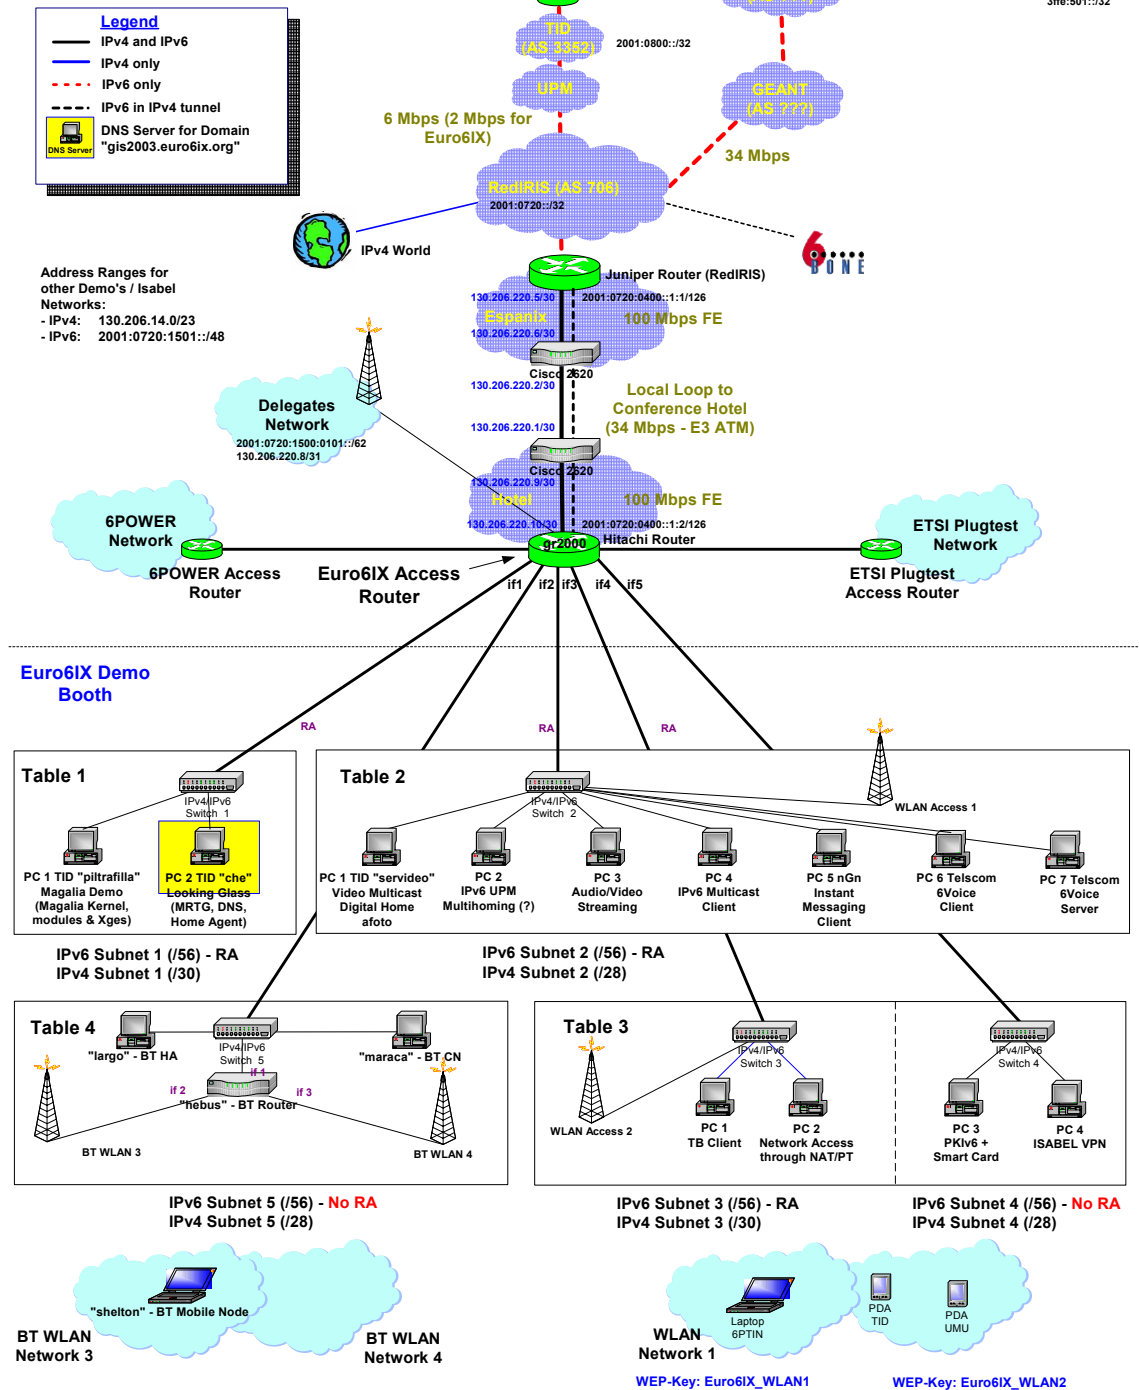 3ffe:501::/32
Legend
IPv4 and IPv6
IPv4 only
IPv6 only
IPv6 in IPv4 tunnel
DNS Server
DNS Server for Domain
"gis2003.euro6ix.org"
TID
(AS 3352)
2001:0800::/32
UPM
GEANT
(AS ???)
6 Mbps (2 Mbps for
Euro6IX)
34 Mbps
RedIRIS (AS 706)
2001:0720::/32
IPv4 World
6
BONE
Address Ranges for
other Demo's / Isabel
Networks:
- IPv4: 130.206.14.0/23
- IPv6: 2001:0720:1501::/48
Juniper Router (RedIRIS)
130.206.220.5/30
2001:0720:0400::1:1/126
Espanix
100 Mbps FE
130.206.220.6/30
Cisco 2620
130.206.220.2/30
Local Loop to
Conference Hotel
(34 Mbps - E3 ATM)
130.206.220.1/30
Cisco 2620
130.206.220.9/30
Hotel
100 Mbps FE
130.206.220.10/30
2001:0720:0400::1:2/126
Delegates
Network
2001:0720:1500:0101::/62
130.206.220.8/31
6POWER
Network
6POWER Access
Router
Euro6IX Access
Router
gr2000
Hitachi Router
ETSI Plugtest
Network
ETSI Plugtest
Access Router
if1
if2
if3
if4
if5
Euro6IX Demo
Booth
RA
RA
RA
Table 1
IPv4/IPv6
Switch 1
PC 1 TID "piltrafilla"
Magalia Demo
(Magalia Kernel,
modules & Xges)
PC 2 TID "che"
Looking Glass
(MRTG, DNS,
Home Agent)
IPv6 Subnet 1 (/56) - RA
IPv4 Subnet 1 (/30)
Table 2
IPv4/IPv6
Switch 2
WLAN Access 1
PC 1 TID "servideo"
Video Multicast
Digital Home
afoto
PC 2
IPv6 UPM
Multihoming (?)
PC 3
Audio/Video
Streaming
PC 4
IPv6 Multicast
Client
PC 5 nGn
Instant
Messaging
Client
PC 6 Telscom
6Voice
Client
PC 7 Telscom
6Voice
Server
IPv6 Subnet 2 (/56) - RA
IPv4 Subnet 2 (/28)
Table 4
"largo" - BT HA
IPv4/IPv6
Switch 5
"maraca" - BT CN
if 1
if 2
if 3
"hebus" - BT Router
BT WLAN 3
BT WLAN 4
IPv6 Subnet 5 (/56) - No RA
IPv4 Subnet 5 (/28)
Table 3
IPv4/IPv6
Switch 3
WLAN Access 2
PC 1
TB Client
PC 2
Network Access
through NAT/PT
IPv4/IPv6
Switch 4
PC 3
PKIv6 +
Smart Card
PC 4
ISABEL VPN
IPv6 Subnet 3 (/56) - RA
IPv4 Subnet 3 (/30)
IPv6 Subnet 4 (/56) - No RA
IPv4 Subnet 4 (/28)
"shelton" - BT Mobile Node
BT WLAN
Network 3
BT WLAN
Network 4
Laptop
6PTIN
PDA
TID
PDA
UMU
WLAN
Network 1
WEP-Key: Euro6IX_WLAN1
WEP-Key: Euro6IX_WLAN2